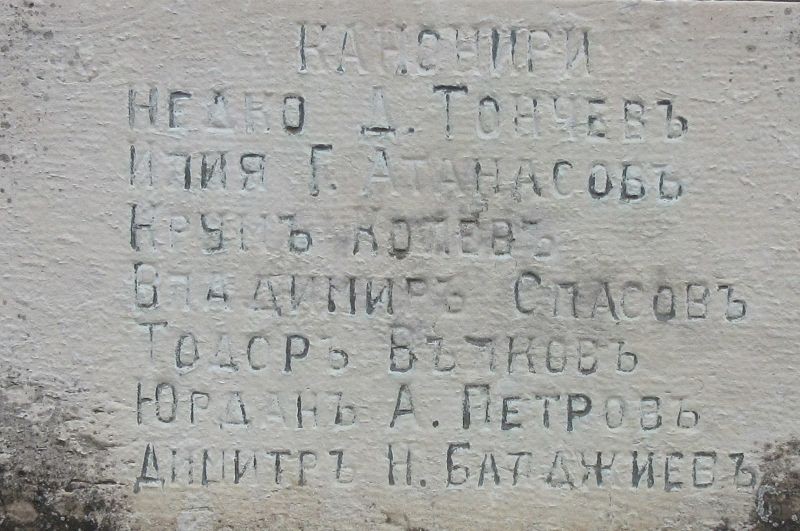 КАНОНИРИ
НЕДКО Д. ТОНЧЕВЪ
ИЛИЯ Г. АТАНАСОВЪ
КРУМЪ КОЛЕВЪ
ВЛАДИМИРЪ СПАСОВЪ
ТОДОРЪ ВЪЛКОВЪ
ЮРДАНЪ А. ПЕТРОВЪ
ДИМИТРЪ Н. БАТАДЖИЕВЪ